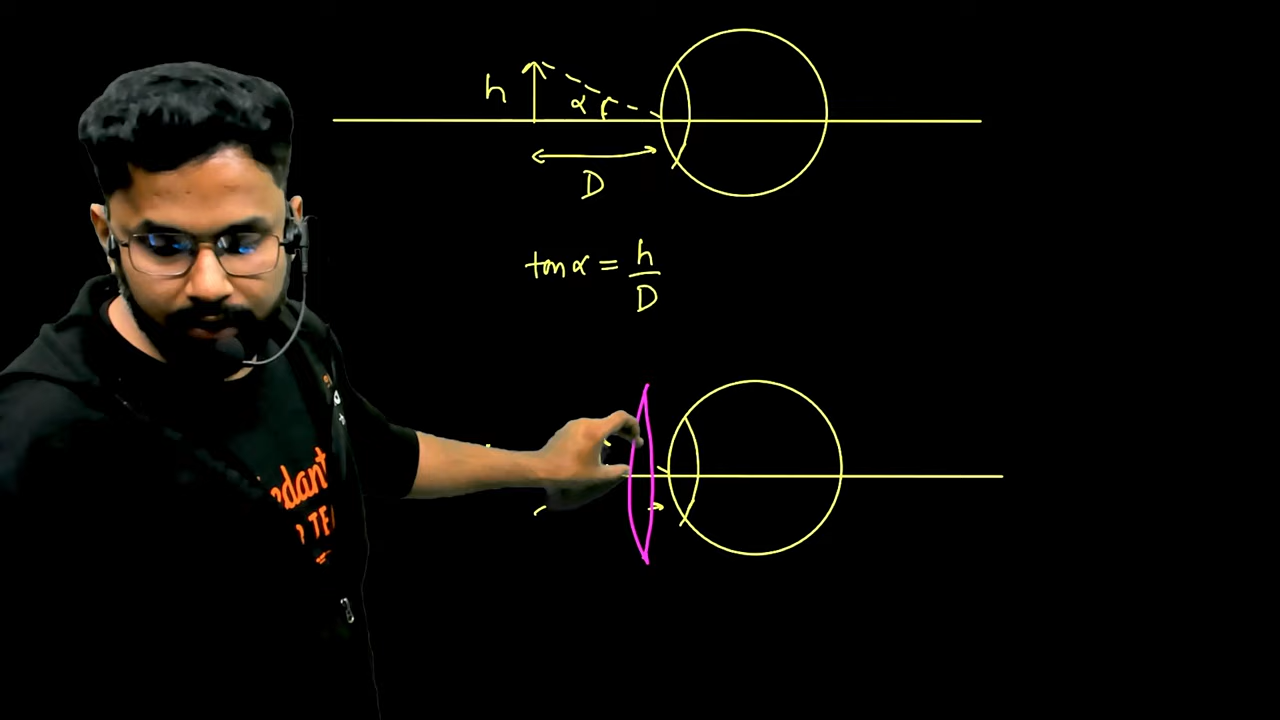 h
α
D
tan α = h/D